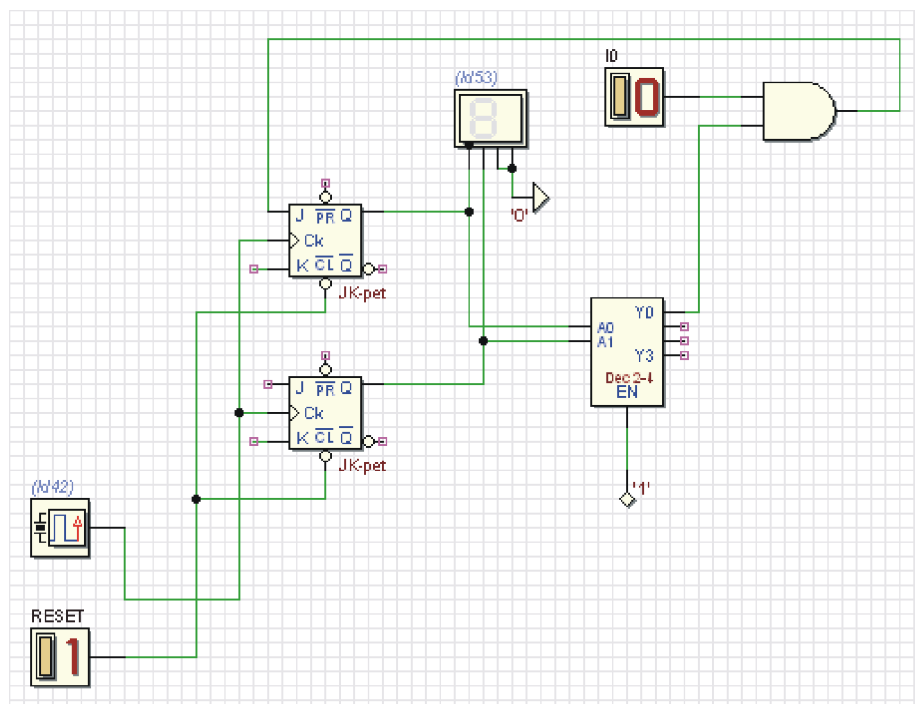 I0
0
(Id53)
8
'0'
J PR Q
Ck
K CL Q
JK-pet
Y0
A0
A1
Y3
Dec 2-4
EN
'1'
J PR Q
Ck
K CL Q
JK-pet
(Id42)
RESET
1